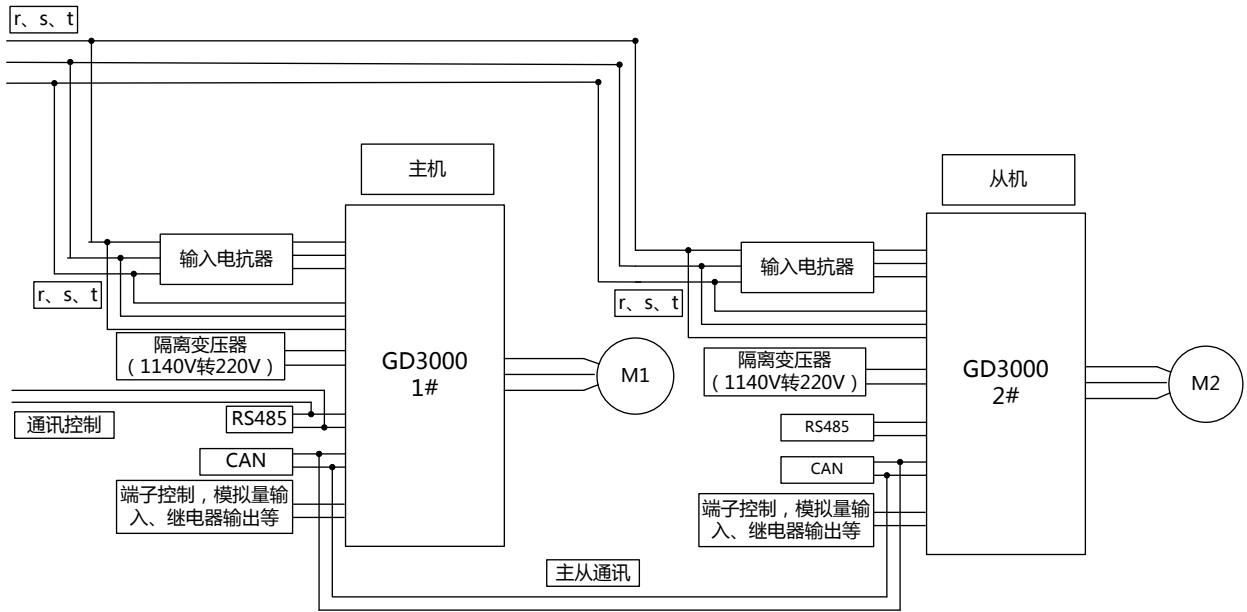 r、s、t
主机
从机
输入电抗器
输入电抗器
r、s、t
r、s、t
隔离变压器
（1140V转220V）
GD3000
1#
M1
隔离变压器
（1140V转220V）
GD3000
2#
M2
通讯控制
RS485
RS485
CAN
CAN
端子控制，模拟量输
入、继电器输出等
端子控制，模拟量输
入、继电器输出等
主从通讯